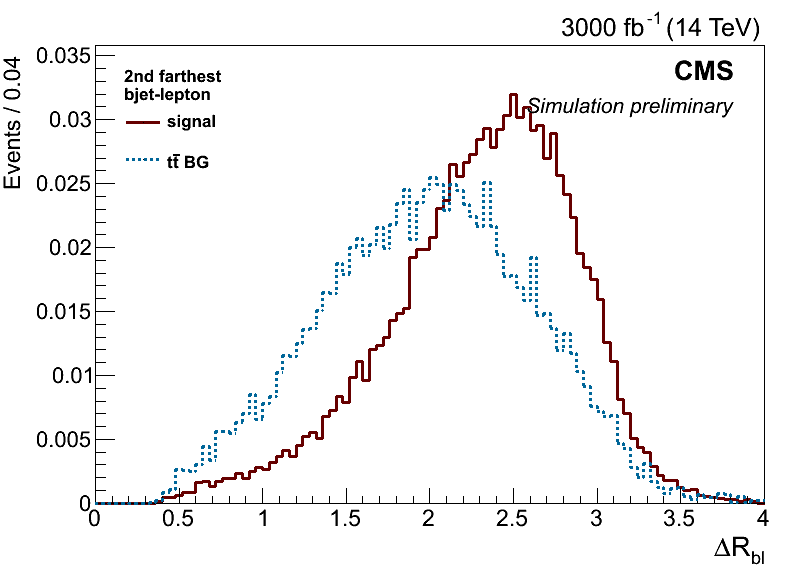 3000 fb⁻¹ (14 TeV)
CMS
Simulation preliminary
2nd farthest
bjet-lepton
signal
tt̄ BG
Events / 0.04
0.035
0.03
0.025
0.02
0.015
0.01
0.005
0
0 0.5 1 1.5 2 2.5 3 3.5 4
ΔR_bl